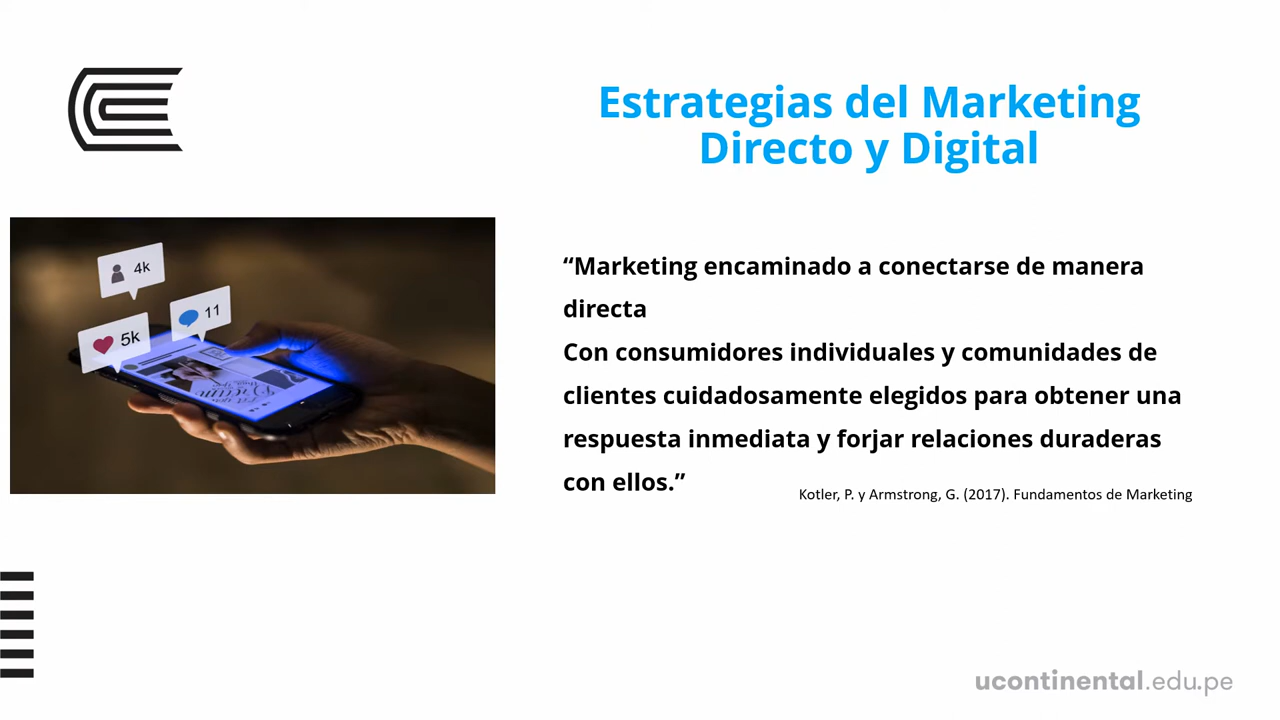 Estrategias del Marketing
Directo y Digital
4k
11
5k
“Marketing encaminado a conectarse de manera
directa
Con consumidores individuales y comunidades de
clientes cuidadosamente elegidos para obtener una
respuesta inmediata y forjar relaciones duraderas
con ellos.”
Kotler, P. y Armstrong, G. (2017). Fundamentos de Marketing
ucontinental.edu.pe